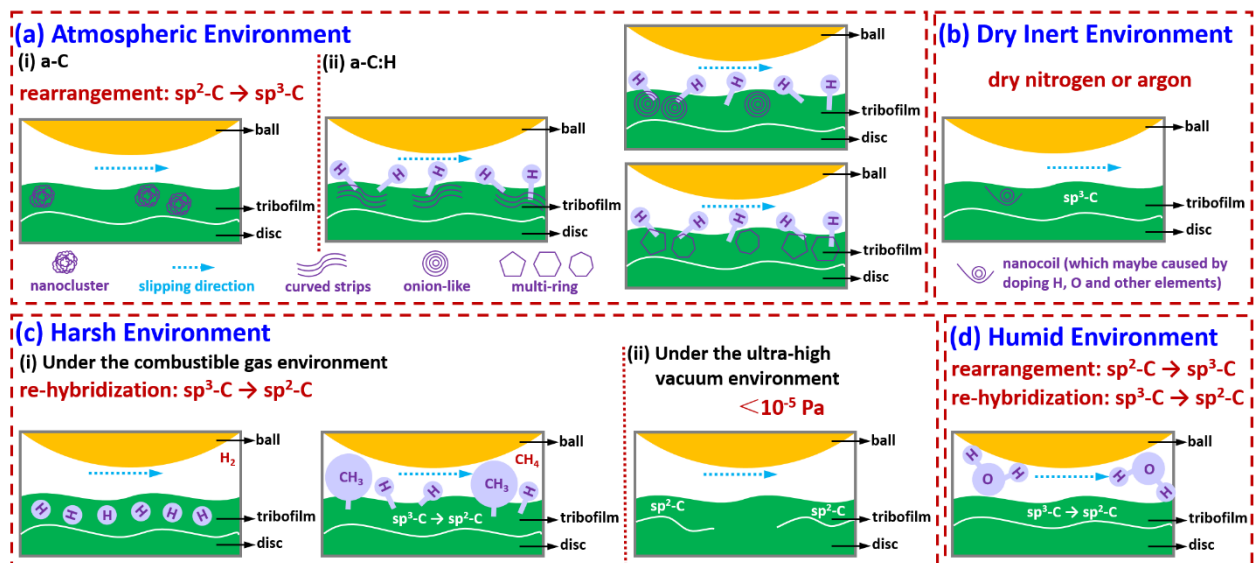 (a) Atmospheric Environment
(i) a-C
rearrangement: sp²-C → sp³-C
ball
tribofilm
disc
(ii) a-C:H
H
H
H
H
H
ball
tribofilm
disc
H
H
H
H
H
ball
tribofilm
disc
H
H
H
H
H
ball
tribofilm
disc
nanocluster
slipping direction
curved strips
onion-like
multi-ring
(b) Dry Inert Environment
dry nitrogen or argon
ball
sp³-C
tribofilm
disc
nanocoil (which maybe caused by
doping H, O and other elements)
(c) Harsh Environment
(i) Under the combustible gas environment
re-hybridization: sp³-C → sp²-C
H₂
ball
H H H H H H
tribofilm
disc
CH₄
ball
CH₃
H
H
CH₃
H
sp³-C → sp²-C
tribofilm
disc
(ii) Under the ultra-high
vacuum environment
<10⁻⁵ Pa
ball
sp²-C
sp²-C
tribofilm
disc
(d) Humid Environment
rearrangement: sp²-C → sp³-C
re-hybridization: sp³-C → sp²-C
ball
H
O
H
H
O
H
sp³-C → sp²-C
tribofilm
disc